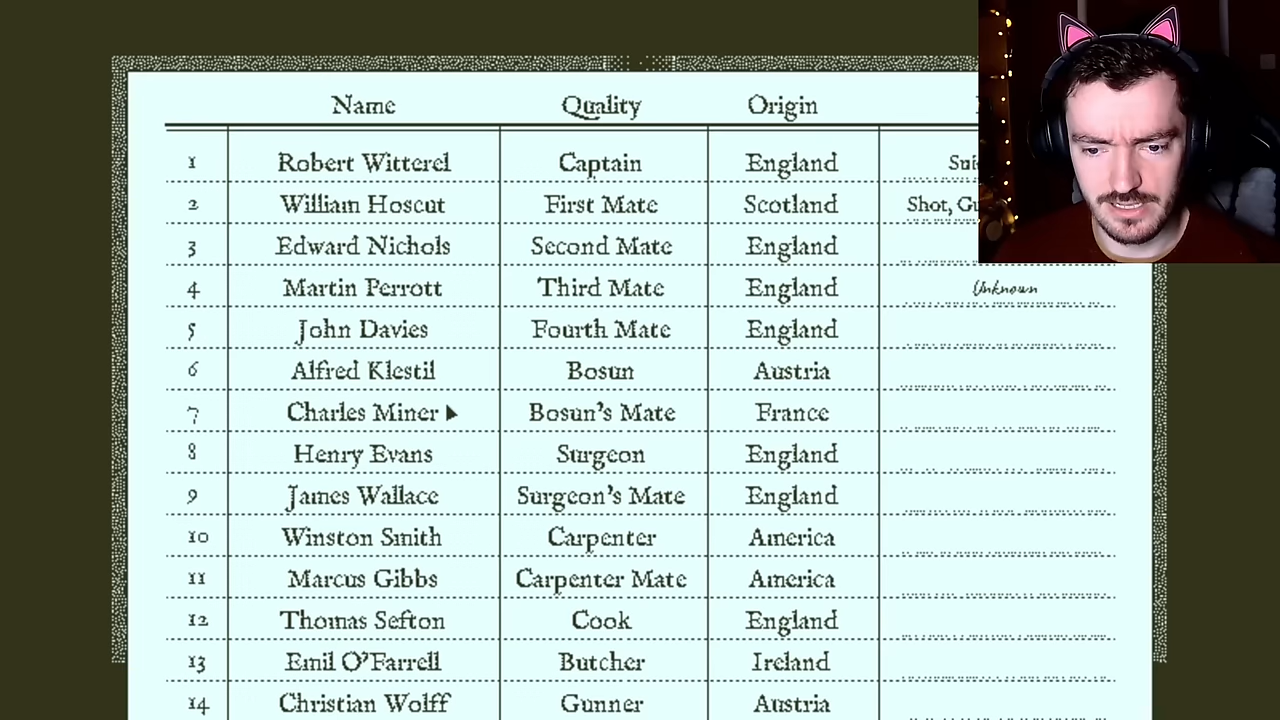 Name Quality Origin
1 Robert Witterel Captain England
2 William Hoscut First Mate Scotland Shot,
3 Edward Nichols Second Mate England
4 Martin Perrott Third Mate England Unknown
5 John Davies Fourth Mate England
6 Alfred Klestil Bosun Austria
7 Charles Miner Bosun's Mate France
8 Henry Evans Surgeon England
9 James Wallace Surgeon's Mate England
10 Winston Smith Carpenter America
11 Marcus Gibbs Carpenter Mate America
12 Thomas Sefton Cook England
13 Emil O'Farrell Butcher Ireland
14 Christian Wolff Gunner Austria